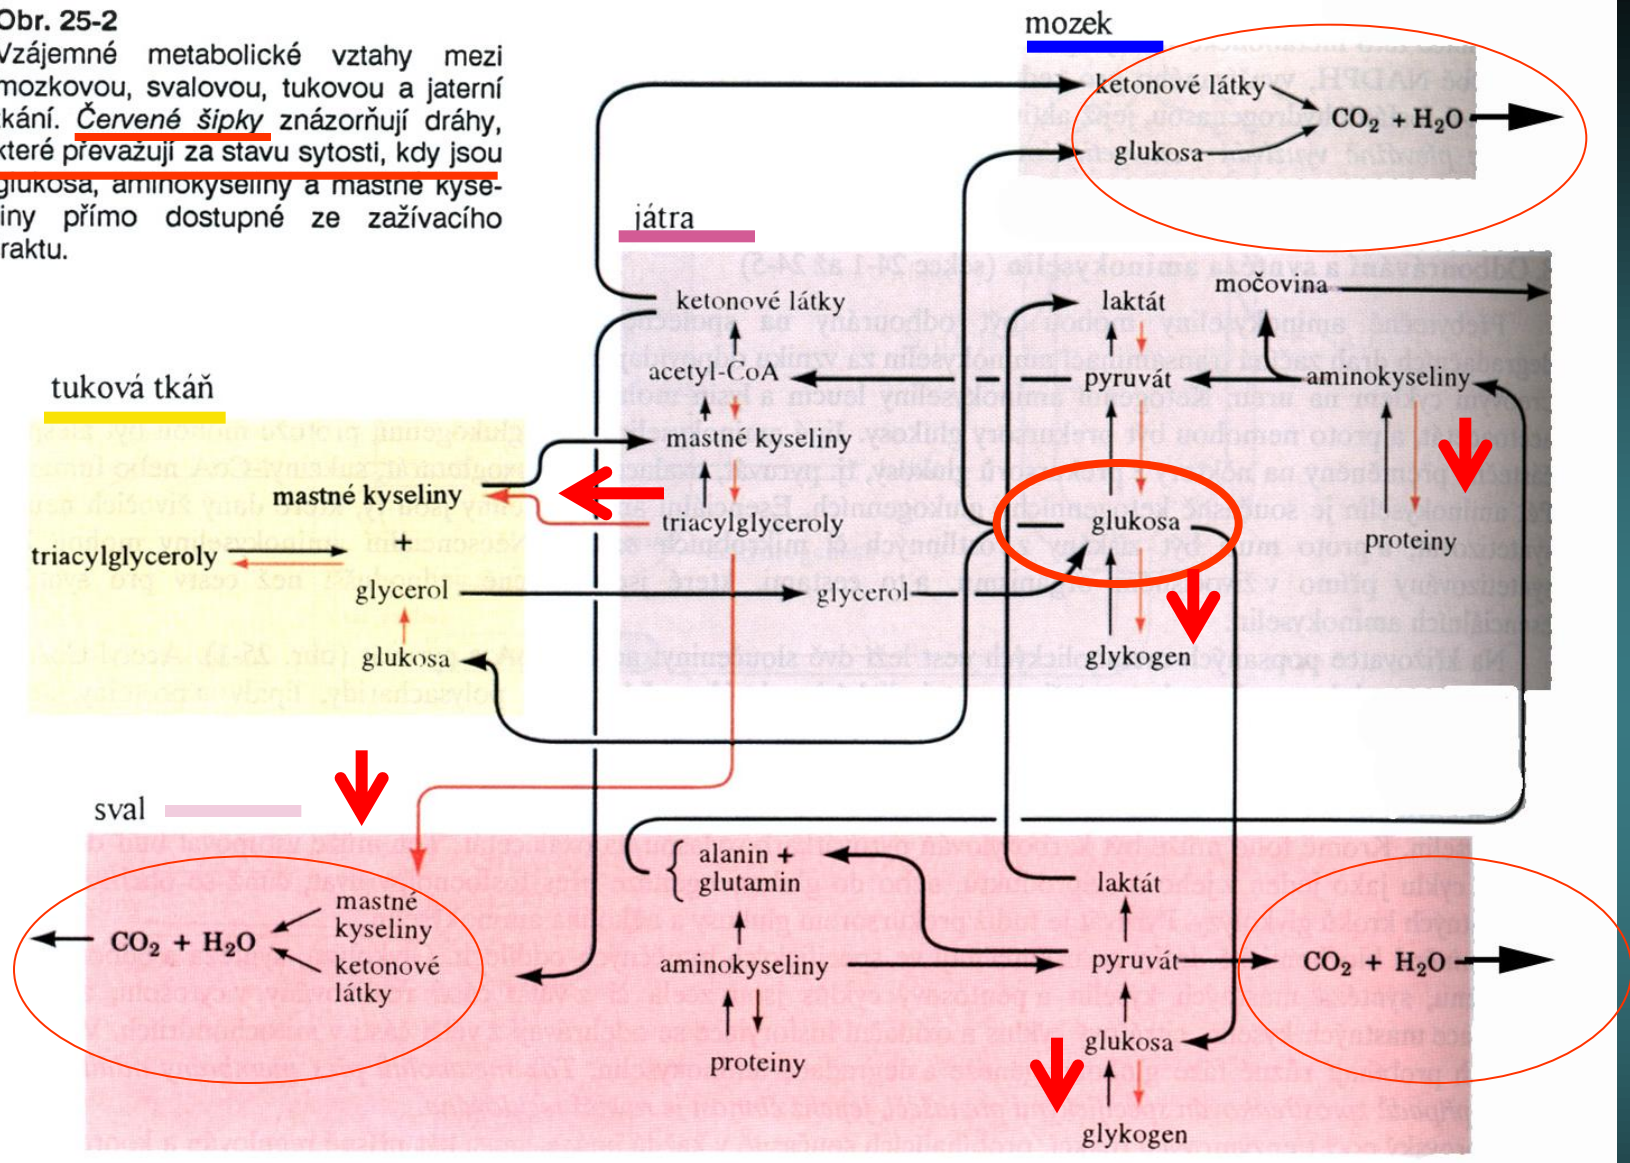 Obr. 25-2
Vzájemné metabolické vztahy mezi
mozkovou, svalovou, tukovou a jaterní
tkání. Červené šipky znázorňují dráhy,
které převažují za stavu sytosti, kdy jsou
glukosa, aminokyseliny a mastné kyse-
liny přímo dostupné ze zažívacího
traktu.
mozek
ketonové látky
CO₂ + H₂O
glukosa
játra
ketonové látky
laktát
močovina
acetyl-CoA
pyruvát
aminokyseliny
mastné kyseliny
triacylglyceroly
glukosa
proteiny
glycerol
glykogen
tuková tkáň
mastné kyseliny
+
triacylglyceroly
glycerol
glukosa
sval
alanin +
glutamin
laktát
mastné
kyseliny
CO₂ + H₂O
ketonové
látky
aminokyseliny
pyruvát
CO₂ + H₂O
proteiny
glukosa
glykogen